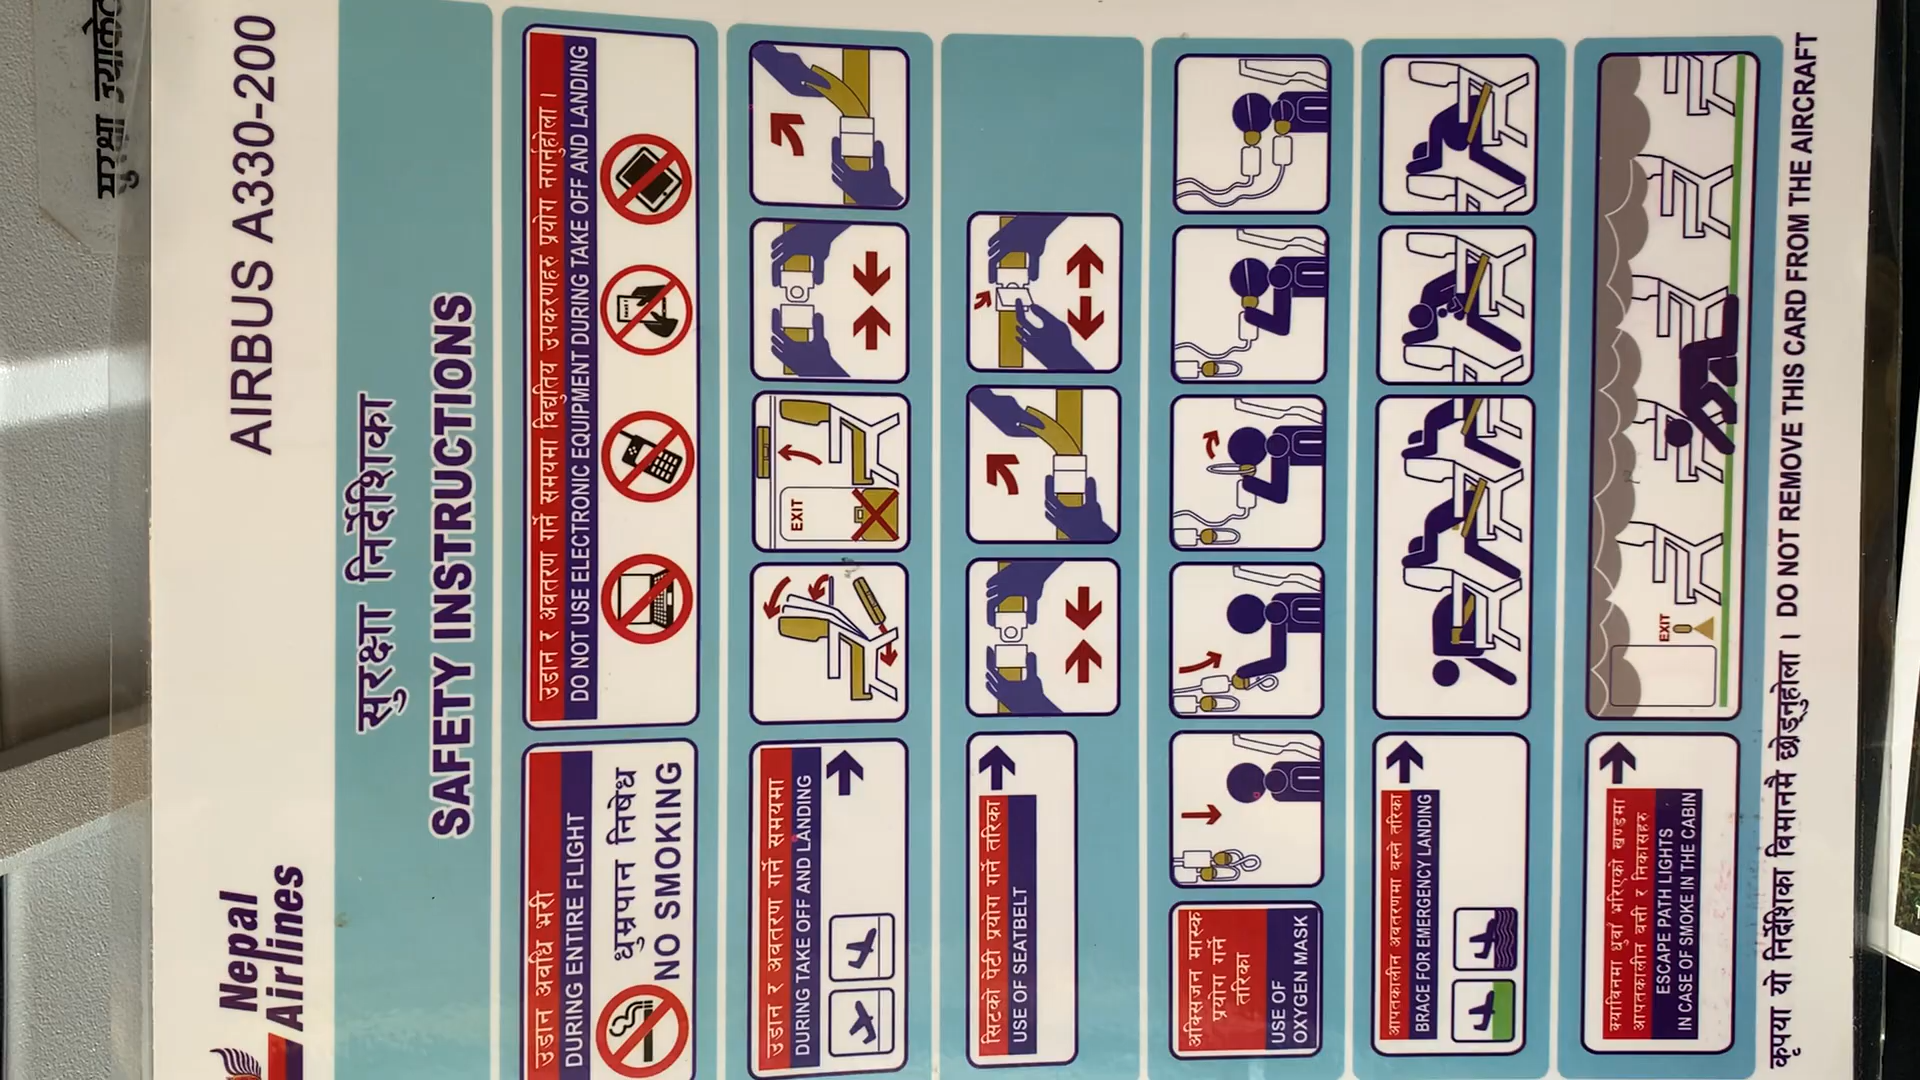 सुरक्षा ज्याकेट
Nepal
Airlines
AIRBUS A330-200
सुरक्षा निर्देशिका
SAFETY INSTRUCTIONS
उडान अवधि भरी
DURING ENTIRE FLIGHT
धुम्रपान निषेध
NO SMOKING
उडान र अवतरण गर्ने समयमा विद्युतिय उपकरणहरु प्रयोग नगर्नुहोला ।
DO NOT USE ELECTRONIC EQUIPMENT DURING TAKE OFF AND LANDING
उडान र अवतरण गर्ने समयमा
DURING TAKE OFF AND LANDING
EXIT
सिटको पेटी प्रयोग गर्ने तरिका
USE OF SEATBELT
अक्सिजन मास्क
प्रयोग गर्ने
तरिका
USE OF
OXYGEN MASK
आपतकालीन अवतरणमा बस्ने तरिका
BRACE FOR EMERGENCY LANDING
क्याविनमा धुवाँ भरिएको खण्डमा
आपतकालीन बत्ती र निकासहरु
ESCAPE PATH LIGHTS
IN CASE OF SMOKE IN THE CABIN
EXIT
कृपया यो निर्देशिका विमानमै छोड्नुहोला । DO NOT REMOVE THIS CARD FROM THE AIRCRAFT